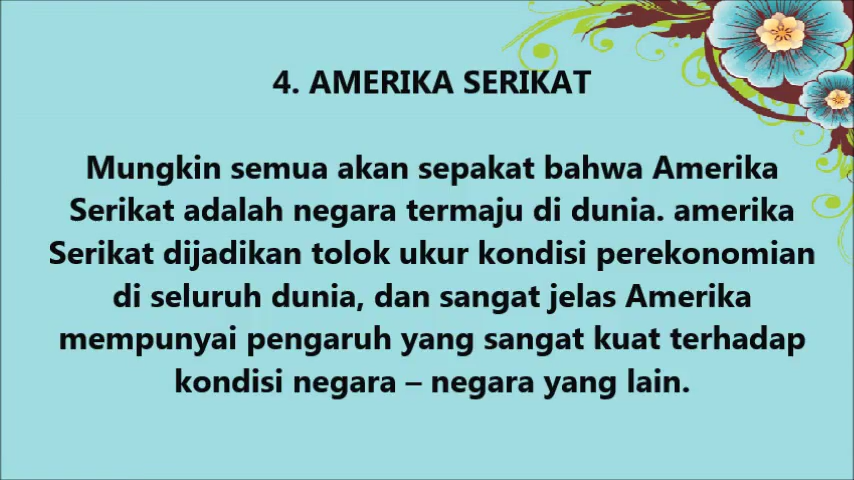 4. AMERIKA SERIKAT
Mungkin semua akan sepakat bahwa Amerika
Serikat adalah negara termaju di dunia. amerika
Serikat dijadikan tolok ukur kondisi perekonomian
di seluruh dunia, dan sangat jelas Amerika
mempunyai pengaruh yang sangat kuat terhadap
kondisi negara – negara yang lain.